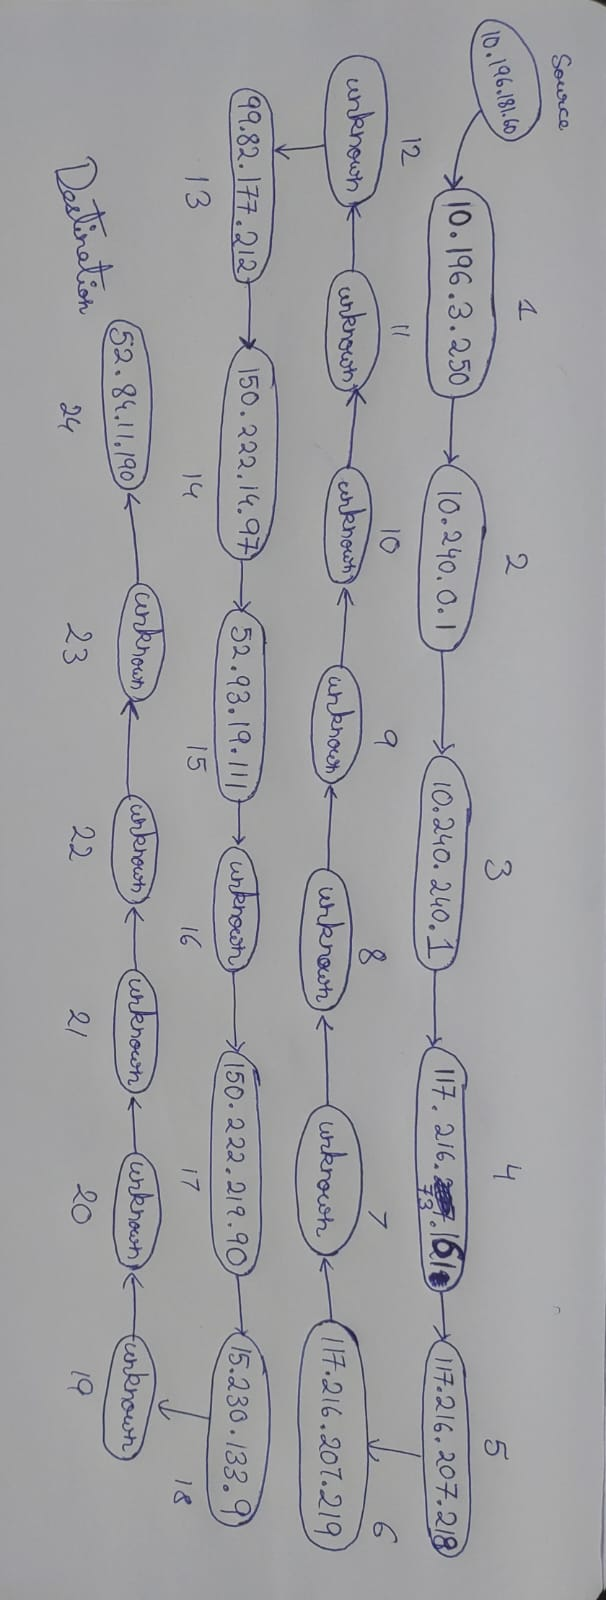 Source
10.196.181.60
1
10.196.3.250
2
10.240.0.1
3
10.240.240.1
4
117.216.73.161
5
117.216.207.218
6
117.216.207.219
7
unknown
8
unknown
9
unknown
10
unknown
11
unknown
12
unknown
99.82.177.212
13
150.222.14.97
14
52.93.19.111
15
unknown
16
150.222.219.90
17
15.230.133.9
18
unknown
19
unknown
20
unknown
21
unknown
22
unknown
23
52.84.11.190
24
Destination